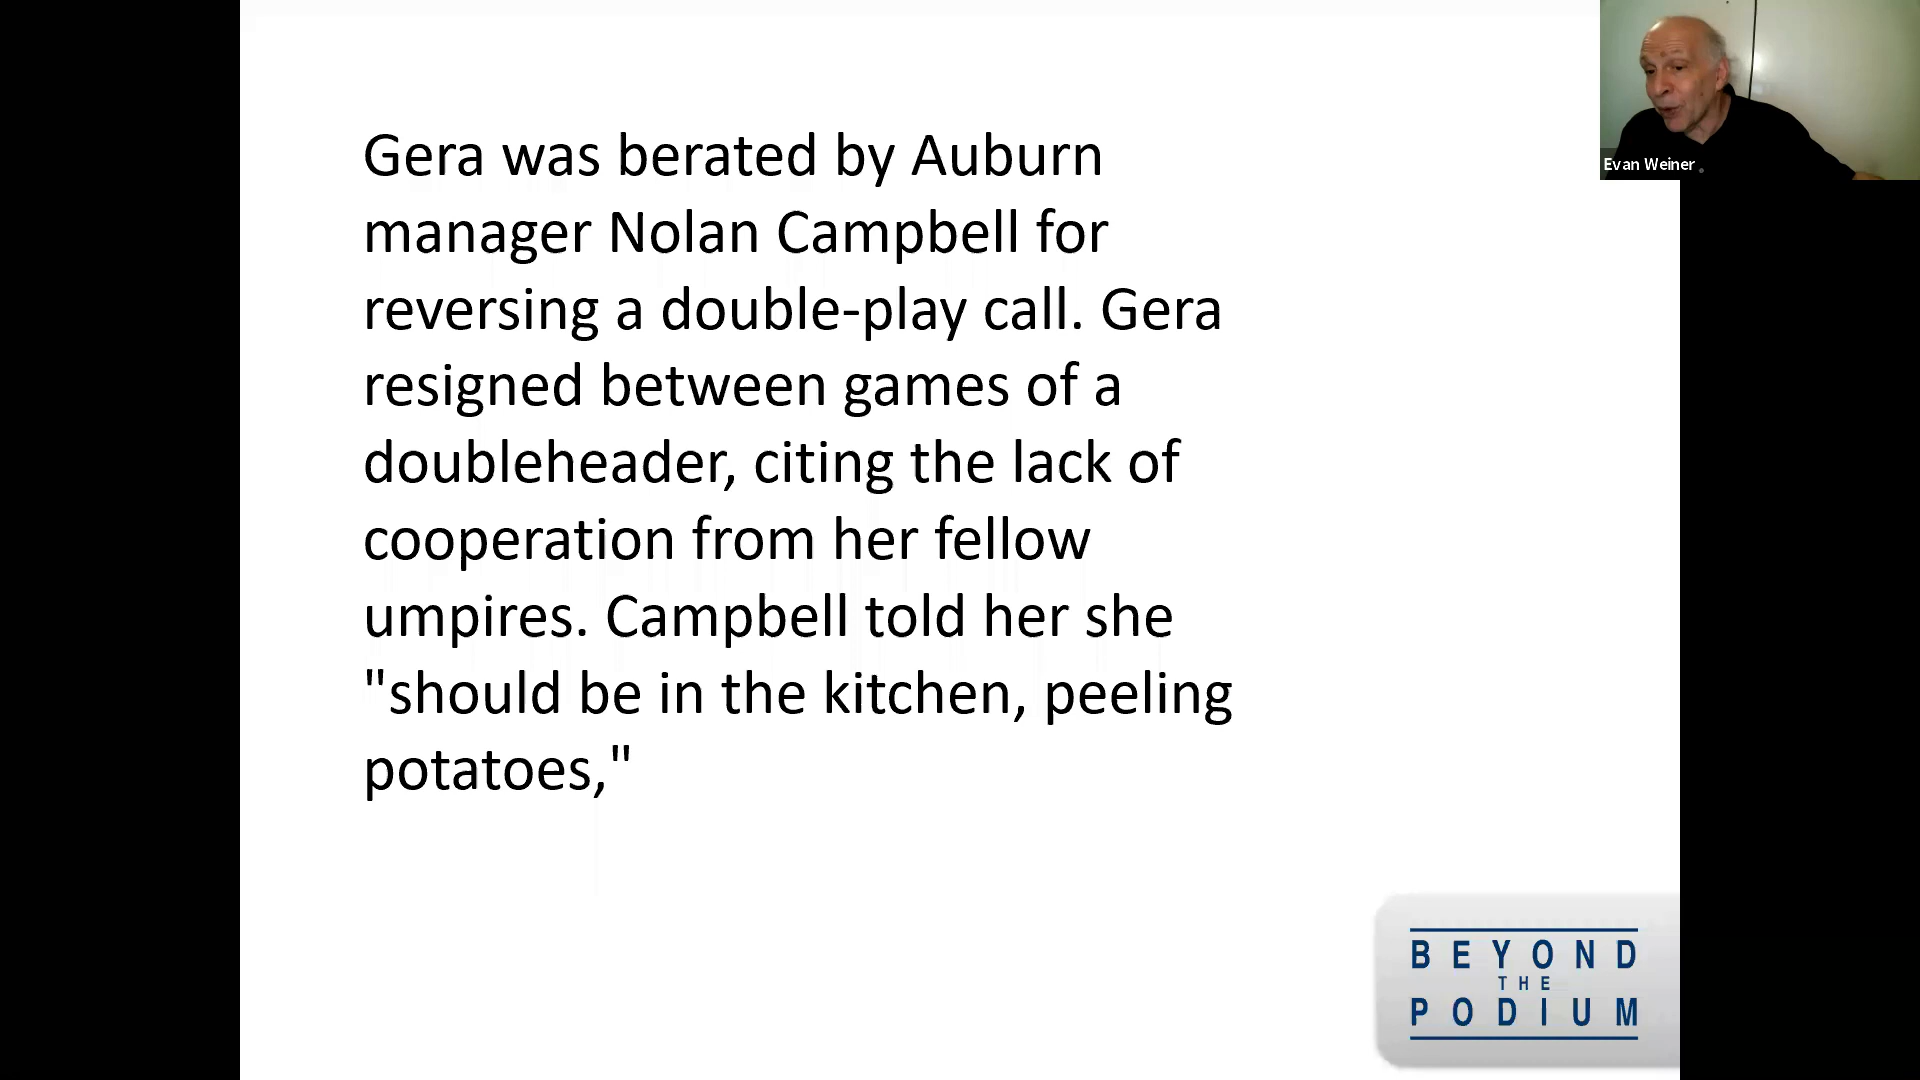 Gera was berated by Auburn
manager Nolan Campbell for
reversing a double-play call. Gera
resigned between games of a
doubleheader, citing the lack of
cooperation from her fellow
umpires. Campbell told her she
"should be in the kitchen, peeling
potatoes,"
Evan Weiner
BEYOND
THE
PODIUM